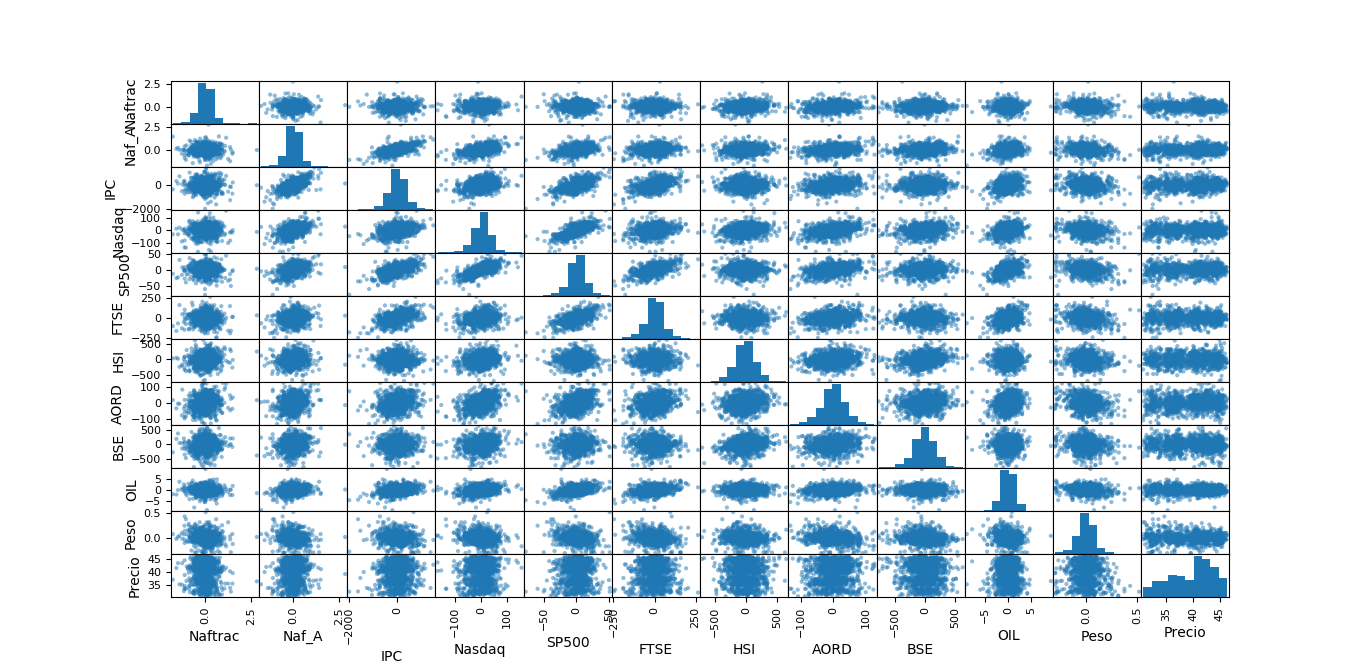 Naftrac
2.5
0.0
Naf_A
2.5
0.0
IPC
0
−2000
Nasdaq
100
0
−100
SP500
50
0
−50
FTSE
250
0
−250
HSI
500
0
−500
AORD
100
0
−100
BSE
500
0
−500
OIL
5
0
−5
Peso
0.5
0.0
Precio
45
40
35
0.0 2.5 0.0 2.5 −2000 0 −100 0 100 −50 0 50 −250 0 250 −500 0 500 −100 0 100 −500 0 500 −5 0 5 0.0 0.5 35 40 45
Naftrac Naf_A IPC Nasdaq SP500 FTSE HSI AORD BSE OIL Peso Precio